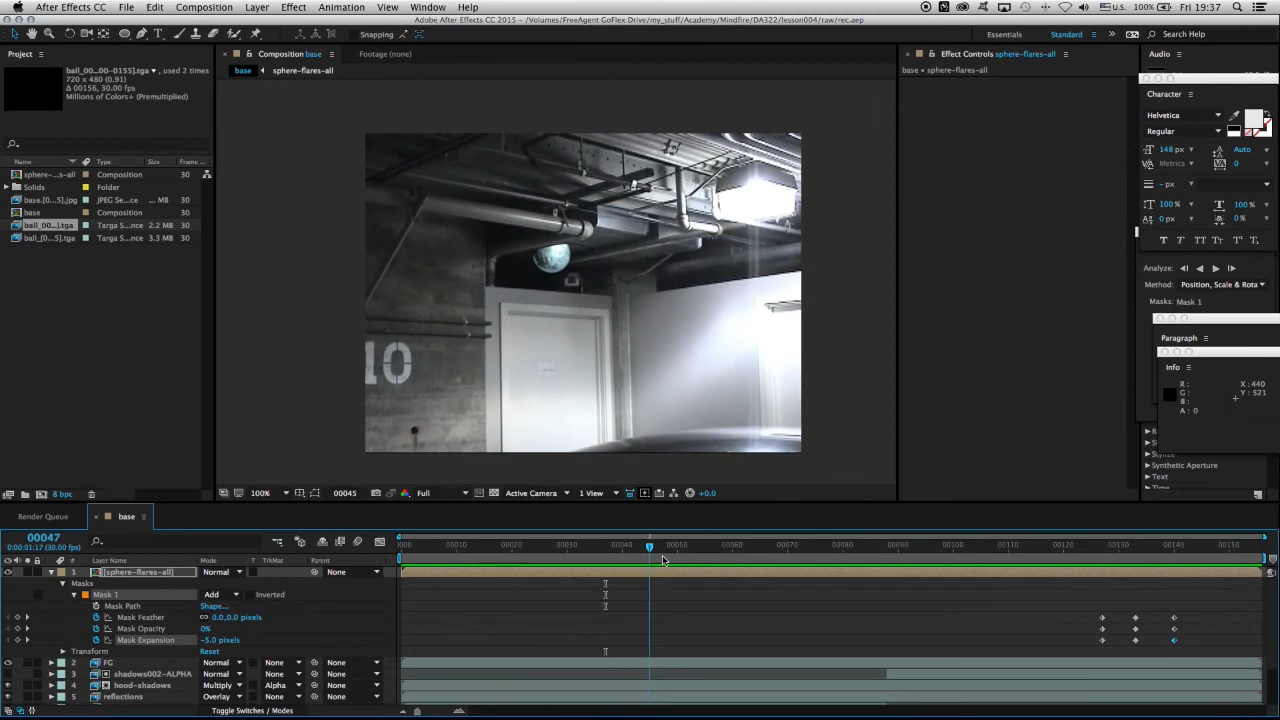 After Effects CC File Edit Composition Layer Effect Animation View Window Help U.S. 100% Fri 19:37
Adobe After Effects CC 2015 - /Volumes/FreeAgent GoFlex Drive/my_stuff/Academy/Mindfire/DA322/lesson004/raw/rec.aep
Snapping Essentials Standard Search Help
Project Composition base Footage (none) Effect Controls sphere-flares-all Audio
base sphere-flares-all base • sphere-flares-all
ball_00...00-0155].tga , used 2 times
720 x 480 (0.91)
Δ 00156, 30.00 fps
Millions of Colors+ (Premultiplied)
Character
Helvetica
Regular
148 px Auto
Metrics 0
- px
100% 100%
0 px 0%
T T TT Tr T¹ T₁
Name Type Size Frame ...
sphere-...s-all Composition 30
Solids Folder
base.[0...5].jpg JPEG Se...ce ... MB 30
base Composition 30
ball_00...].tga Targa S...nce 2.2 MB 30
ball_[0...5].tga Targa S...nce 3.3 MB 30
10
Analyze:
Method: Position, Scale & Rota
Masks: Mask 1
Paragraph
Info
R: X: 440
G: Y: 521
B:
A: 0
Synthetic Aperture
Text
8 bpc 100% 00045 Full Active Camera 1 View +0.0
Render Queue base
00047
0:00:01:17 (30.00 fps)
0000 00010 00020 00030 00040 00050 00060 00070 00080 00090 00100 00110 00120 00130 00140 00150
# Layer Name Mode T TrkMat Parent
1 [sphere-flares-all] Normal None
Masks
Mask 1 Add Inverted
Mask Path Shape...
Mask Feather 0.0,0.0 pixels
Mask Opacity 0%
Mask Expansion -5.0 pixels
Transform Reset
2 FG Normal None None
3 shadows002-ALPHA Normal None None
4 hood-shadows Multiply Alpha None
5 reflections Overlay None None
Toggle Switches / Modes